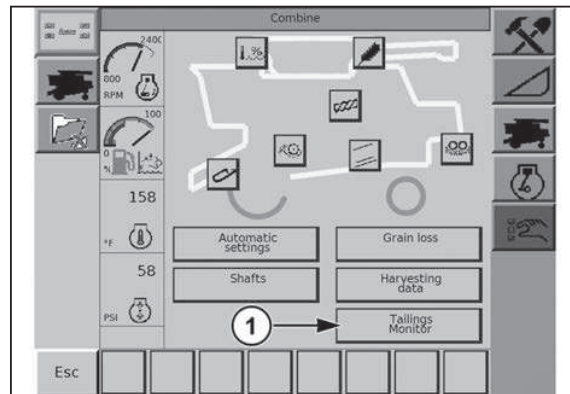 Combine
2400
800
RPM
100
0
%
158
°F
58
PSI
%
Automatic
settings
Grain loss
Shafts
Harvesting
data
1
Tailings
Monitor
Esc